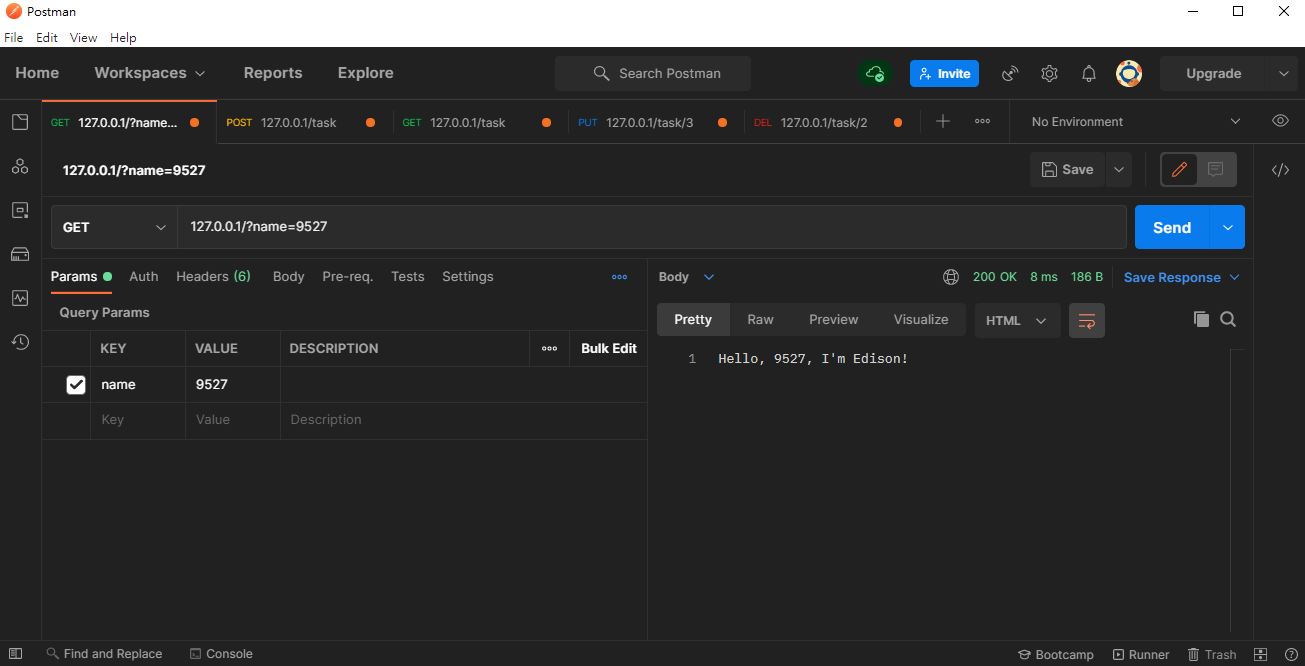 Postman
File Edit View Help
Home Workspaces Reports Explore Search Postman Invite Upgrade
GET 127.0.0.1/?name... POST 127.0.0.1/task GET 127.0.0.1/task PUT 127.0.0.1/task/3 DEL 127.0.0.1/task/2 No Environment
127.0.0.1/?name=9527 Save
GET 127.0.0.1/?name=9527 Send
Params Auth Headers (6) Body Pre-req. Tests Settings
Body 200 OK 8 ms 186 B Save Response
Query Params
Pretty Raw Preview Visualize HTML
KEY VALUE DESCRIPTION Bulk Edit
1 Hello, 9527, I'm Edison!
name 9527
Key Value Description
Find and Replace Console Bootcamp Runner Trash